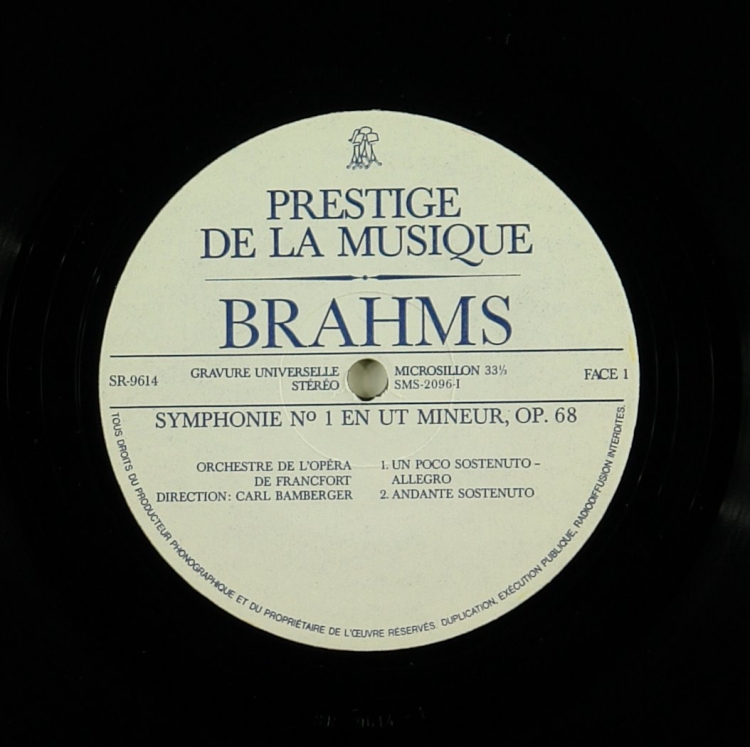 PRESTIGE
DE LA MUSIQUE
BRAHMS
SR-9614
GRAVURE UNIVERSELLE
STÉRÉO
MICROSILLON 33⅓
SMS-2096-1
FACE 1
SYMPHONIE Nº 1 EN UT MINEUR, OP. 68
ORCHESTRE DE L'OPÉRA
DE FRANCFORT
DIRECTION: CARL BAMBERGER
1. UN POCO SOSTENUTO –
ALLEGRO
2. ANDANTE SOSTENUTO
TOUS DROITS DU PRODUCTEUR PHONOGRAPHIQUE ET DU PROPRIÉTAIRE DE L'ŒUVRE RÉSERVÉS. DUPLICATION, EXÉCUTION PUBLIQUE, RADIODIFFUSION INTERDITES.